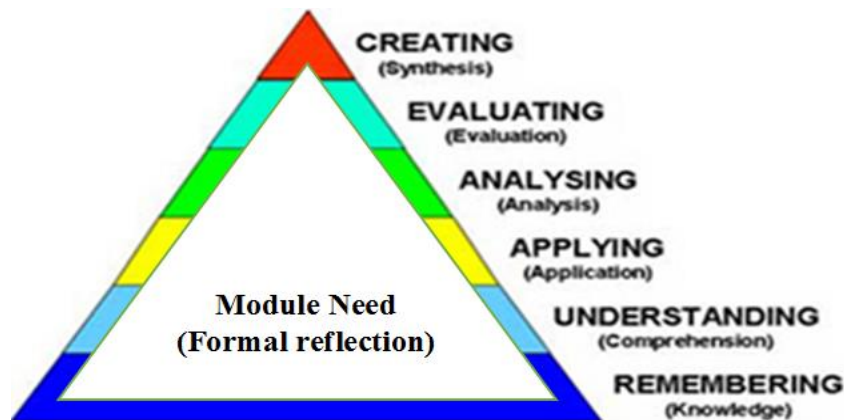 CREATING
(Synthesis)
EVALUATING
(Evaluation)
ANALYSING
(Analysis)
APPLYING
(Application)
Module Need
(Formal reflection)
UNDERSTANDING
(Comprehension)
REMEMBERING
(Knowledge)